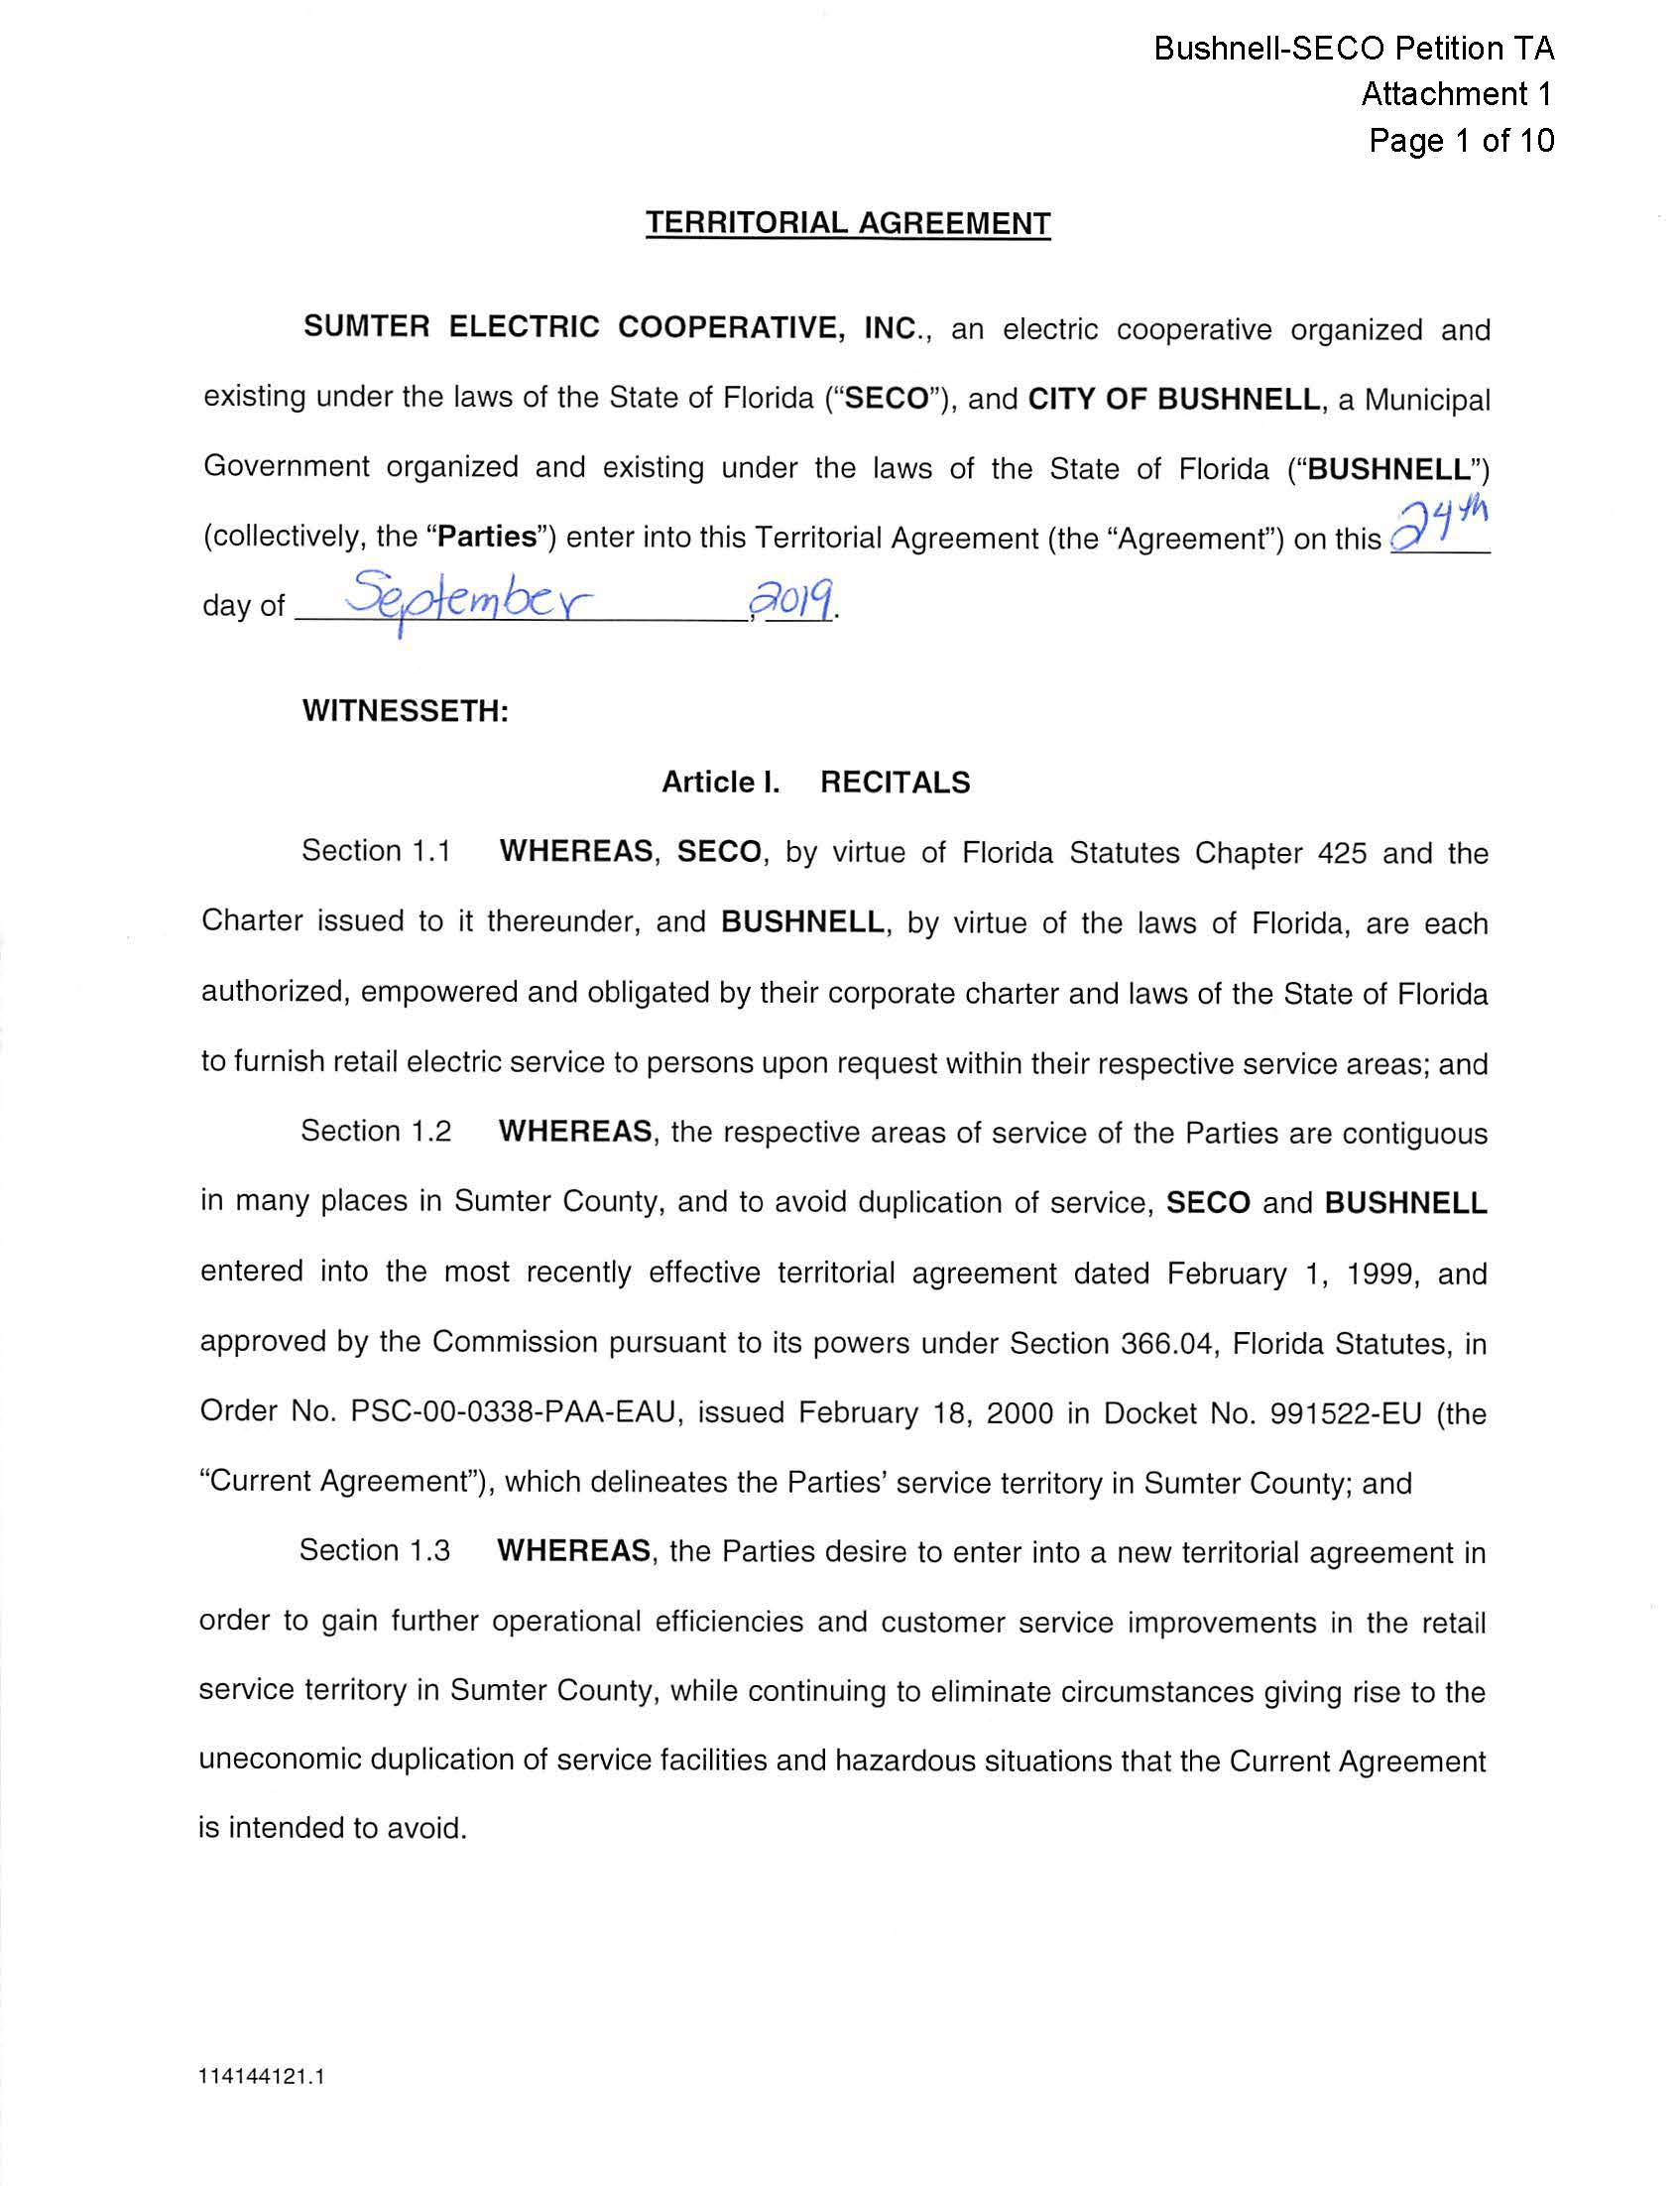 Bushnell-SECO Petition TA
Attachment 1
Page 1 of 10
TERRITORIAL AGREEMENT
SUMTER ELECTRIC COOPERATIVE, INC., an electric cooperative organized and
existing under the laws of the State of Florida (“SECO”), and CITY OF BUSHNELL, a Municipal
Government organized and existing under the laws of the State of Florida (“BUSHNELL”)
(collectively, the “Parties”) enter into this Territorial Agreement (the “Agreement”) on this 24th
day of September, 2019.
WITNESSETH:
Article I. RECITALS
Section 1.1 WHEREAS, SECO, by virtue of Florida Statutes Chapter 425 and the
Charter issued to it thereunder, and BUSHNELL, by virtue of the laws of Florida, are each
authorized, empowered and obligated by their corporate charter and laws of the State of Florida
to furnish retail electric service to persons upon request within their respective service areas; and
Section 1.2 WHEREAS, the respective areas of service of the Parties are contiguous
in many places in Sumter County, and to avoid duplication of service, SECO and BUSHNELL
entered into the most recently effective territorial agreement dated February 1, 1999, and
approved by the Commission pursuant to its powers under Section 366.04, Florida Statutes, in
Order No. PSC-00-0338-PAA-EAU, issued February 18, 2000 in Docket No. 991522-EU (the
“Current Agreement”), which delineates the Parties’ service territory in Sumter County; and
Section 1.3 WHEREAS, the Parties desire to enter into a new territorial agreement in
order to gain further operational efficiencies and customer service improvements in the retail
service territory in Sumter County, while continuing to eliminate circumstances giving rise to the
uneconomic duplication of service facilities and hazardous situations that the Current Agreement
is intended to avoid.
114144121.1